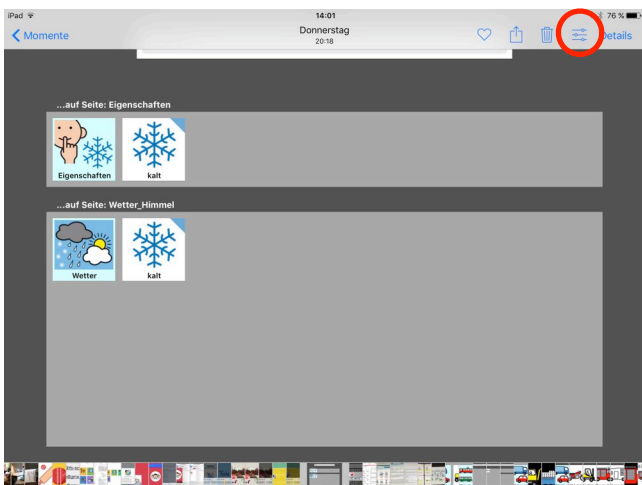 iPad
14:01
76 %
Momente
Donnerstag
20:18
Details
...auf Seite: Eigenschaften
Eigenschaften
kalt
...auf Seite: Wetter_Himmel
Wetter
kalt